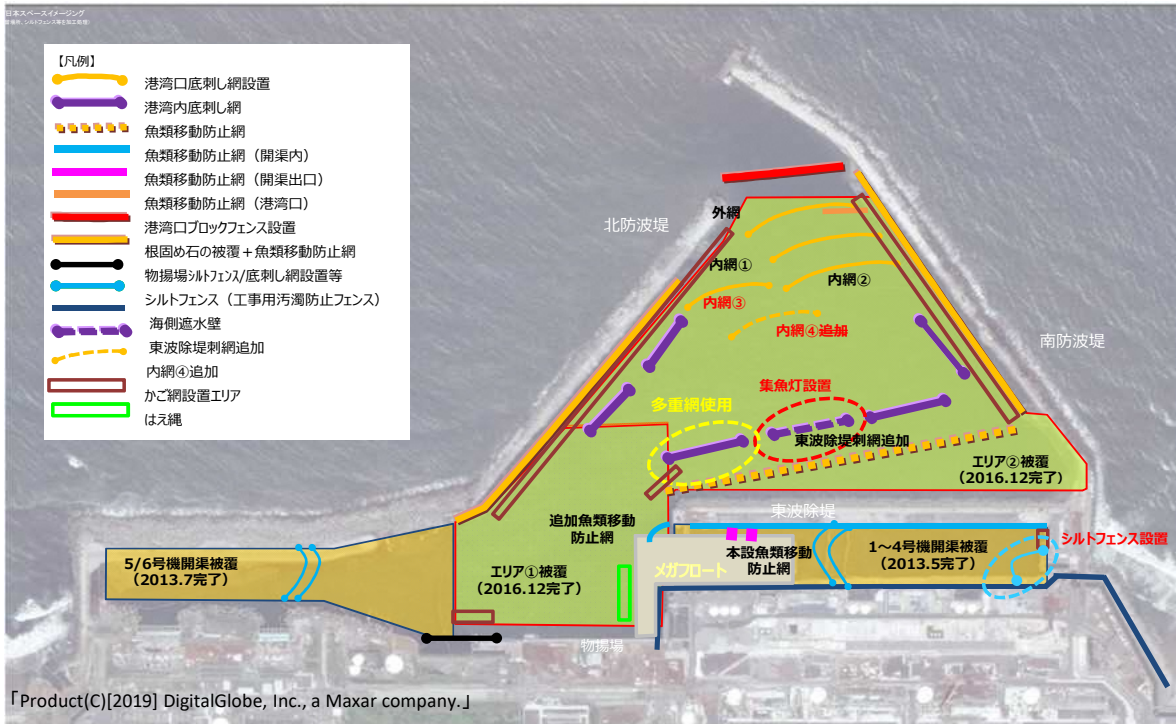 日本スペースイメージング
【凡例】
港湾口底刺し網設置
港湾内底刺し網
魚類移動防止網
魚類移動防止網（開渠内）
魚類移動防止網（開渠出口）
魚類移動防止網（港湾口）
港湾口ブロックフェンス設置
根固め石の被覆＋魚類移動防止網
物揚場ｼﾙﾄﾌｪﾝｽ/底刺し網設置等
シルトフェンス（工事用汚濁防止フェンス）
海側遮水壁
東波除堤刺網追加
内網④追加
かご網設置エリア
はえ縄
北防波堤
外網
内網①
内網②
内網③
内網④追加
南防波堤
集魚灯設置
多重網使用
東波除堤刺網追加
エリア②被覆
(2016.12完了)
東波除堤
追加魚類移動
防止網
シルトフェンス設置
5/6号機開渠被覆
(2013.7完了)
エリア①被覆
(2016.12完了)
メガフロート
本設魚類移動
防止網
1～4号機開渠被覆
(2013.5完了)
物揚場
「Product(C)[2019] DigitalGlobe, Inc., a Maxar company.」